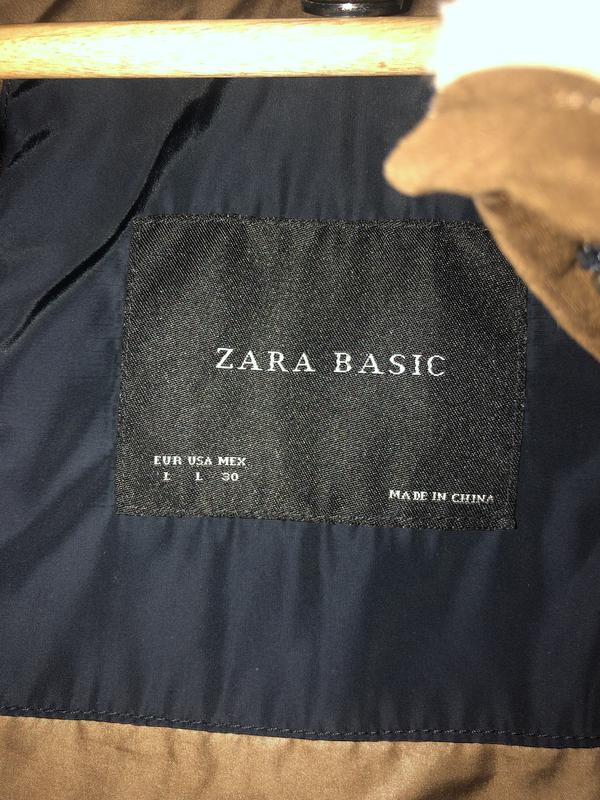 ZARA BASIC
EUR USA MEX
L L 30
MADE IN CHINA